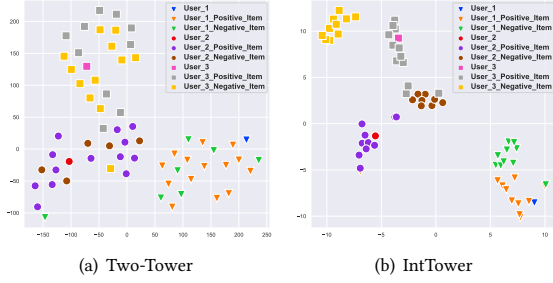 200
150
100
50
0
−50
−100
−150
−100
−50
0
50
100
150
200
250
User_1
User_1_Positive_Item
User_1_Negative_Item
User_2
User_2_Positive_Item
User_2_Negative_Item
User_3
User_3_Positive_Item
User_3_Negative_Item
(a) Two-Tower
10
5
0
−5
−10
−10
−5
0
5
10
User_1
User_1_Positive_Item
User_1_Negative_Item
User_2
User_2_Positive_Item
User_2_Negative_Item
User_3
User_3_Positive_Item
User_3_Negative_Item
(b) IntTower